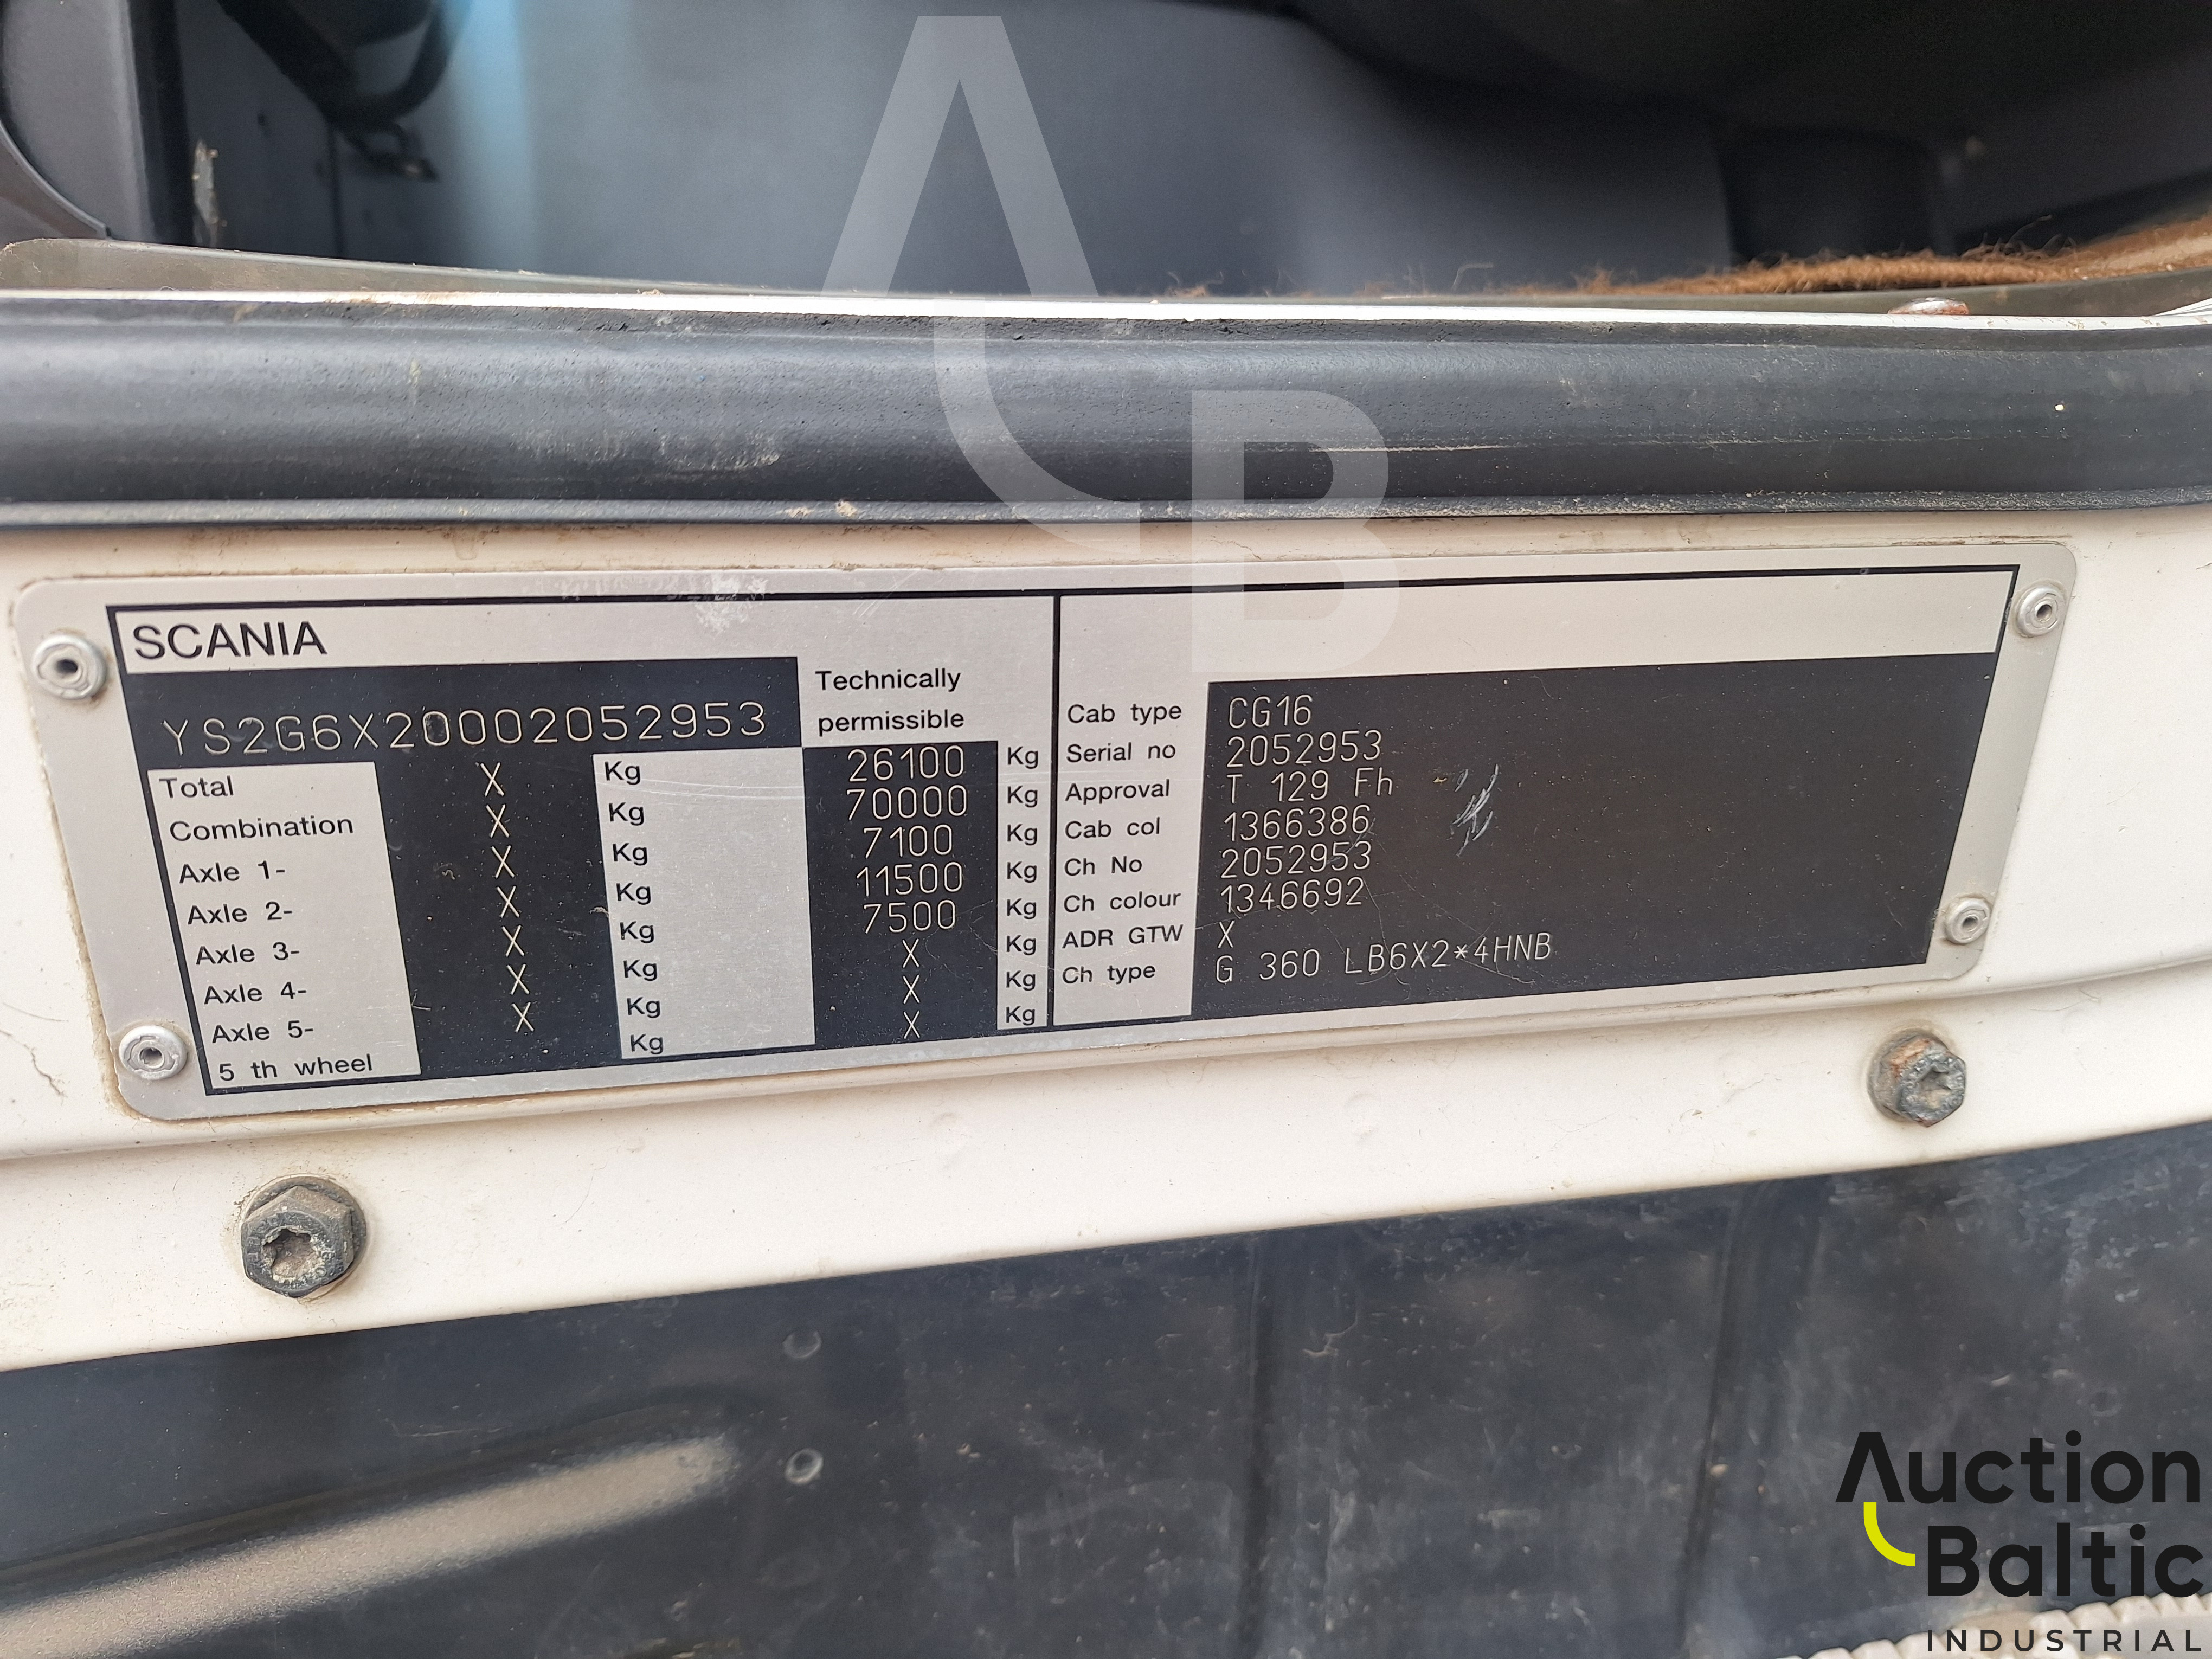 SCANIA
YS2G6X20002052953
Technically
permissible
Total X Kg 26100 Kg
Combination X Kg 70000 Kg
Axle 1- X Kg 7100 Kg
Axle 2- X Kg 11500 Kg
Axle 3- X Kg 7500 Kg
Axle 4- X Kg X Kg
Axle 5- X Kg X Kg
5 th wheel Kg X Kg
Cab type CG16
Serial no 2052953
Approval T 129 Fh
Cab col 1366386
Ch No 2052953
Ch colour 1346692
ADR GTW X
Ch type G 360 LB6X2*4HNB
AB
Auction
Baltic
INDUSTRIAL